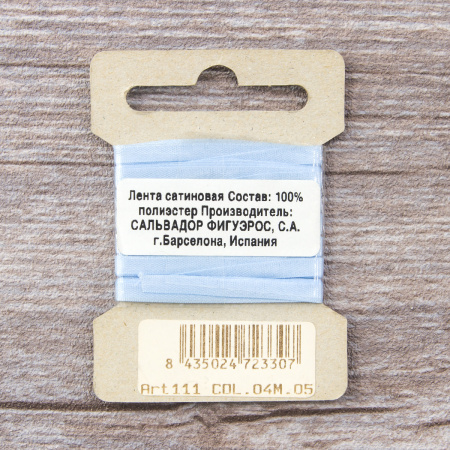 Лента сатиновая Состав: 100%
полиэстер Производитель:
САЛЬВАДОР ФИГУЭРОС, С.А.
г.Барселона, Испания
8 435024 723307
Art111 COL.04M.05